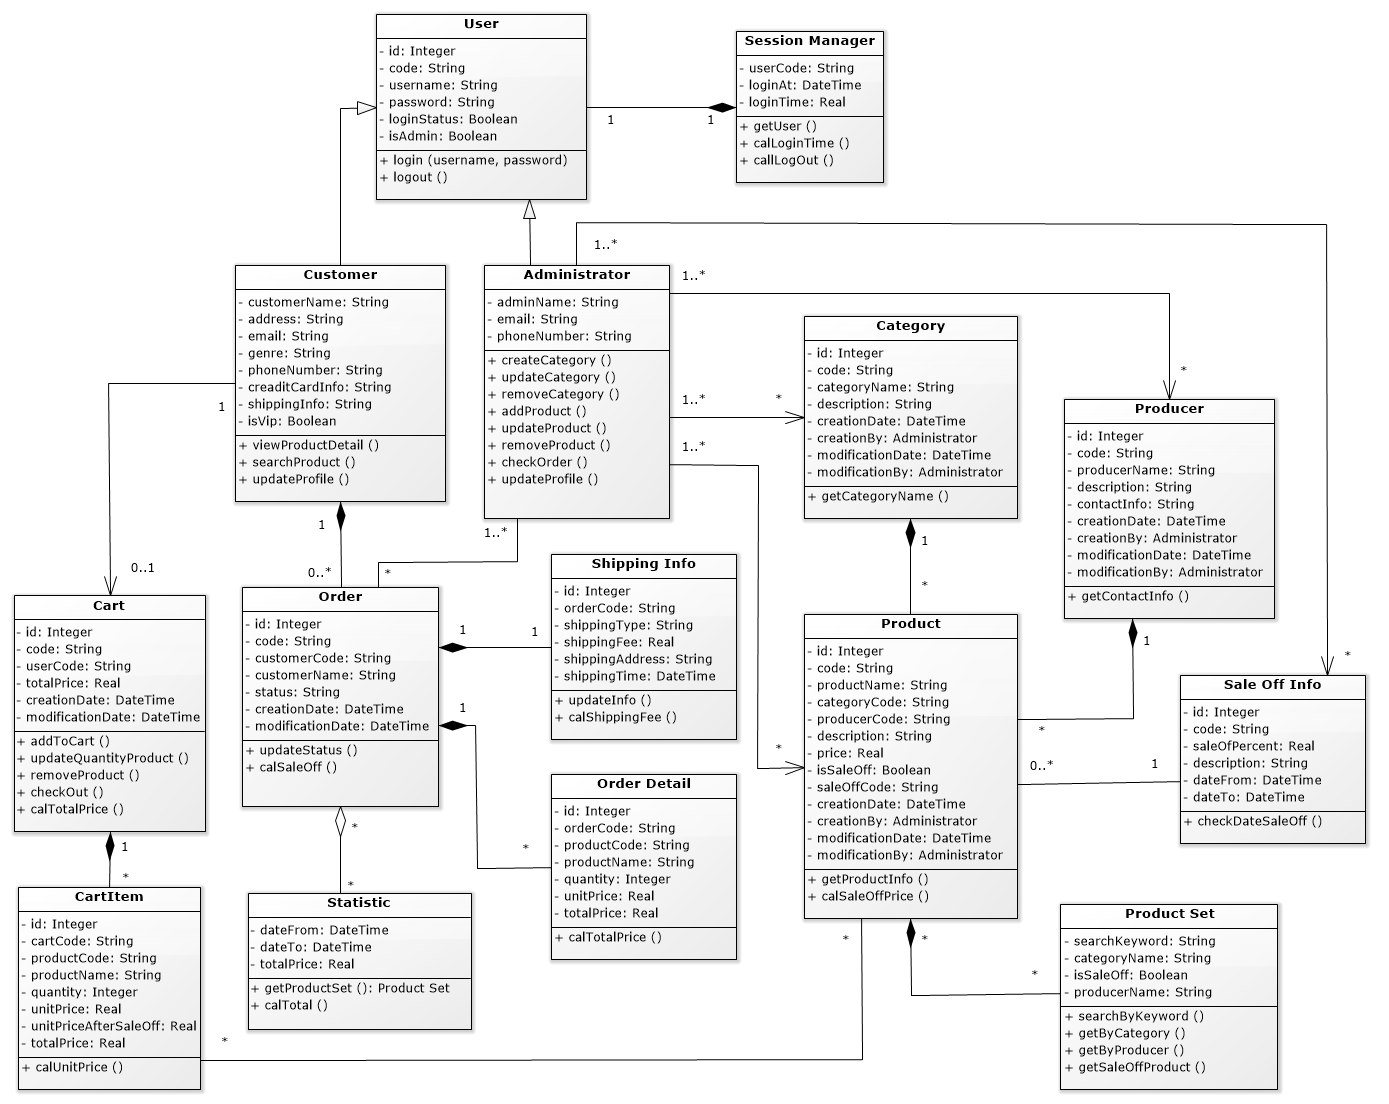 User
- id: Integer
- code: String
- username: String
- password: String
- loginStatus: Boolean
- isAdmin: Boolean
+ login (username, password)
+ logout ()
1
1
Session Manager
- userCode: String
- loginAt: DateTime
- loginTime: Real
+ getUser ()
+ calLoginTime ()
+ callLogOut ()
Customer
- customerName: String
- address: String
- email: String
- genre: String
- phoneNumber: String
- creaditCardInfo: String
- shippingInfo: String
- isVip: Boolean
+ viewProductDetail ()
+ searchProduct ()
+ updateProfile ()
1
0..1
1
0..*
Administrator
- adminName: String
- email: String
- phoneNumber: String
+ createCategory ()
+ updateCategory ()
+ removeCategory ()
+ addProduct ()
+ updateProduct ()
+ removeProduct ()
+ checkOrder ()
+ updateProfile ()
1..*
*
1..*
*
1..*
*
1..*
*
1..*
*
Category
- id: Integer
- code: String
- categoryName: String
- description: String
- creationDate: DateTime
- creationBy: Administrator
- modificationDate: DateTime
- modificationBy: Administrator
+ getCategoryName ()
1
*
Producer
- id: Integer
- code: String
- producerName: String
- description: String
- contactInfo: String
- creationDate: DateTime
- creationBy: Administrator
- modificationDate: DateTime
- modificationBy: Administrator
+ getContactInfo ()
1
*
Cart
- id: Integer
- code: String
- userCode: String
- totalPrice: Real
- creationDate: DateTime
- modificationDate: DateTime
+ addToCart ()
+ updateQuantityProduct ()
+ removeProduct ()
+ checkOut ()
+ calTotalPrice ()
1
*
Order
- id: Integer
- code: String
- customerCode: String
- customerName: String
- status: String
- creationDate: DateTime
- modificationDate: DateTime
+ updateStatus ()
+ calSaleOff ()
1
1
1
*
*
*
Shipping Info
- id: Integer
- orderCode: String
- shippingType: String
- shippingFee: Real
- shippingAddress: String
- shippingTime: DateTime
+ updateInfo ()
+ calShippingFee ()
Order Detail
- id: Integer
- orderCode: String
- productCode: String
- productName: String
- quantity: Integer
- unitPrice: Real
- totalPrice: Real
+ calTotalPrice ()
Product
- id: Integer
- code: String
- productName: String
- categoryCode: String
- producerCode: String
- description: String
- price: Real
- isSaleOff: Boolean
- saleOffCode: String
- creationDate: DateTime
- creationBy: Administrator
- modificationDate: DateTime
- modificationBy: Administrator
+ getProductInfo ()
+ calSaleOffPrice ()
0..*
1
*
*
*
*
Sale Off Info
- id: Integer
- code: String
- saleOfPercent: Real
- description: String
- dateFrom: DateTime
- dateTo: DateTime
+ checkDateSaleOff ()
CartItem
- id: Integer
- cartCode: String
- productCode: String
- productName: String
- quantity: Integer
- unitPrice: Real
- unitPriceAfterSaleOff: Real
- totalPrice: Real
+ calUnitPrice ()
Statistic
- dateFrom: DateTime
- dateTo: DateTime
- totalPrice: Real
+ getProductSet (): Product Set
+ calTotal ()
Product Set
- searchKeyword: String
- categoryName: String
- isSaleOff: Boolean
- producerName: String
+ searchByKeyword ()
+ getByCategory ()
+ getByProducer ()
+ getSaleOffProduct ()